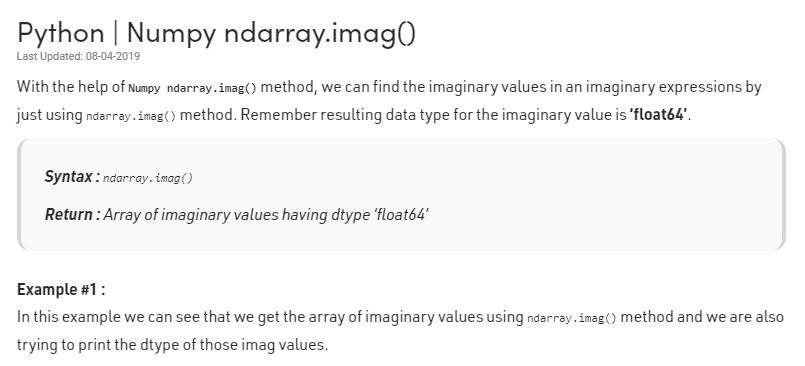 Python | Numpy ndarray.imag()
Last Updated: 08-04-2019
With the help of Numpy ndarray.imag() method, we can find the imaginary values in an imaginary expressions by
just using ndarray.imag() method. Remember resulting data type for the imaginary value is ‘float64’.
Syntax : ndarray.imag()
Return : Array of imaginary values having dtype ‘float64’
Example #1 :
In this example we can see that we get the array of imaginary values using ndarray.imag() method and we are also
trying to print the dtype of those imag values.